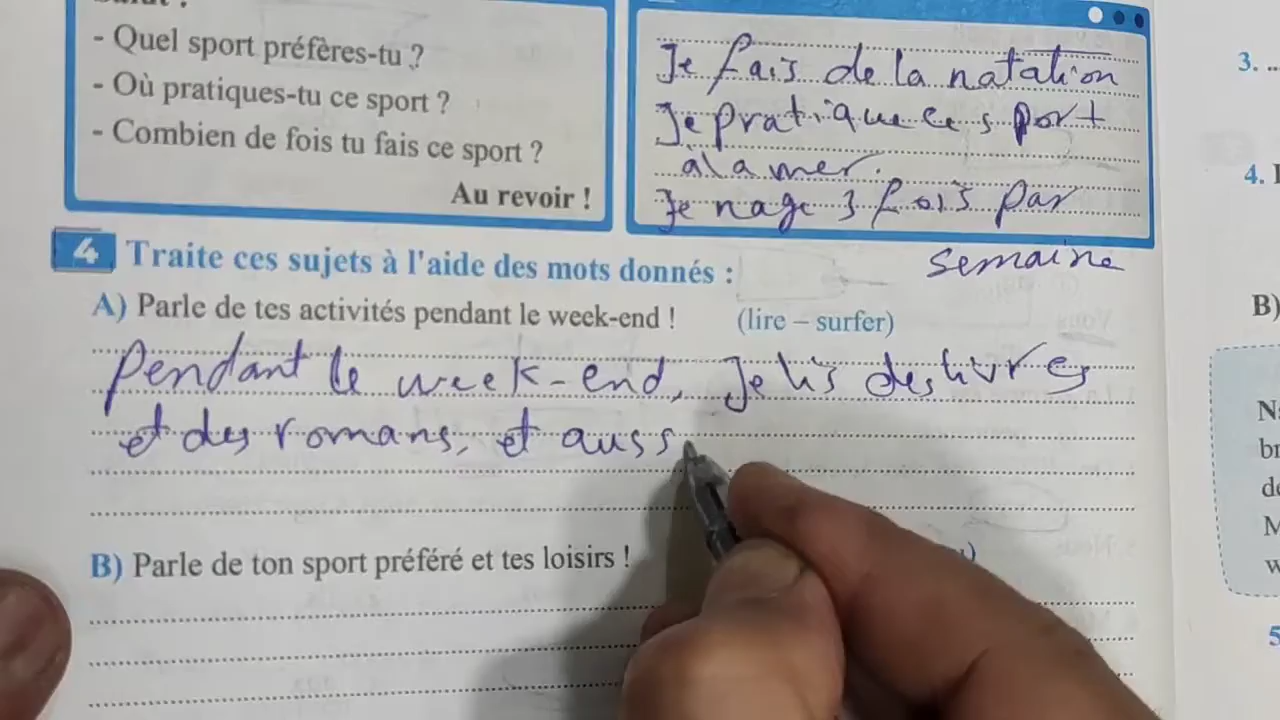 - Quel sport préfères-tu ?
- Où pratiques-tu ce sport ?
- Combien de fois tu fais ce sport ?
Au revoir !
Je fais de la natation
Je pratique ce sport
à la mer.
Je nage 3 fois par
semaine
4 Traite ces sujets à l'aide des mots donnés :
A) Parle de tes activités pendant le week-end ! (lire – surfer)
Pendant le week-end, Je lis des livres
et des romans, et auss
B) Parle de ton sport préféré et tes loisirs !
3. ..
4.
B)
N
5